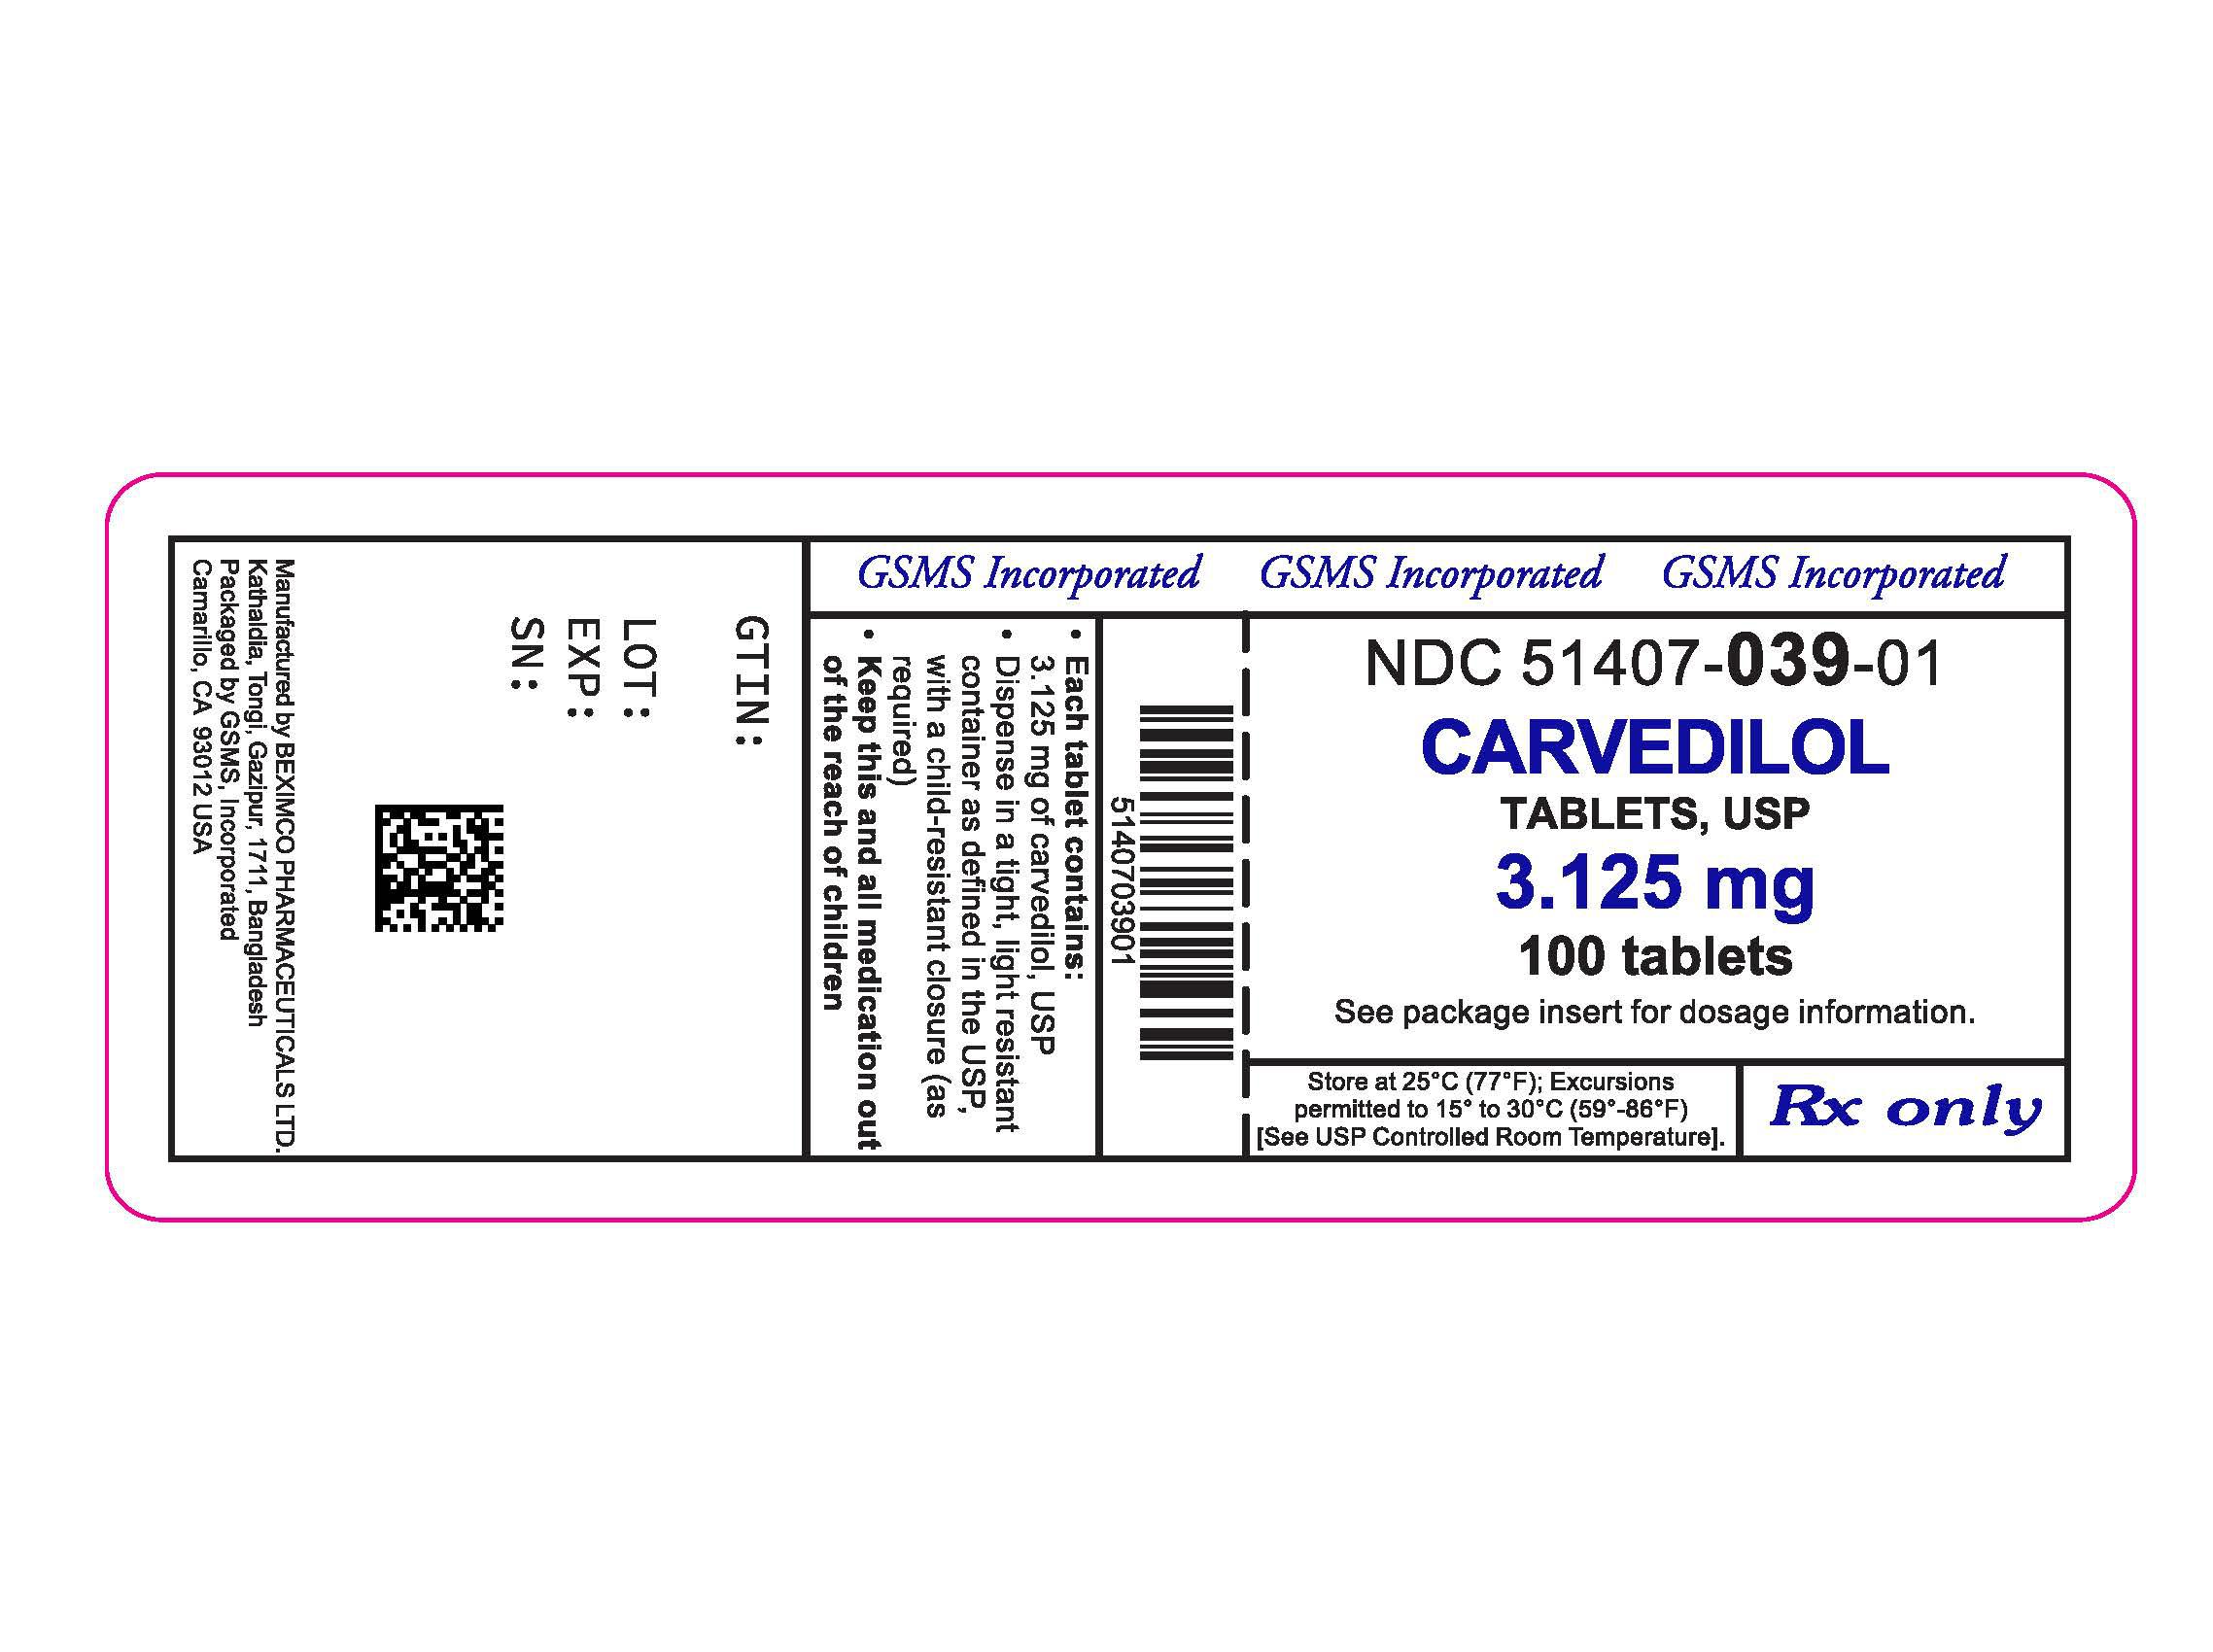 GSMS Incorporated GSMS Incorporated GSMS Incorporated
NDC 51407-039-01
CARVEDILOL
TABLETS, USP
3.125 mg
100 tablets
See package insert for dosage information.
Store at 25°C (77°F); Excursions
permitted to 15° to 30°C (59°-86°F)
[See USP Controlled Room Temperature].
Rx only
5140703901
• Each tablet contains:
3.125 mg of carvedilol, USP
• Dispense in a tight, light resistant
container as defined in the USP,
with a child-resistant closure (as
required)
• Keep this and all medication out
of the reach of children
GTIN:
LOT:
EXP:
SN:
Manufactured by BEXIMCO PHARMACEUTICALS LTD.
Kathaldia, Tongi, Gazipur, 1711, Bangladesh
Packaged by GSMS, Incorporated
Camarillo, CA 93012 USA